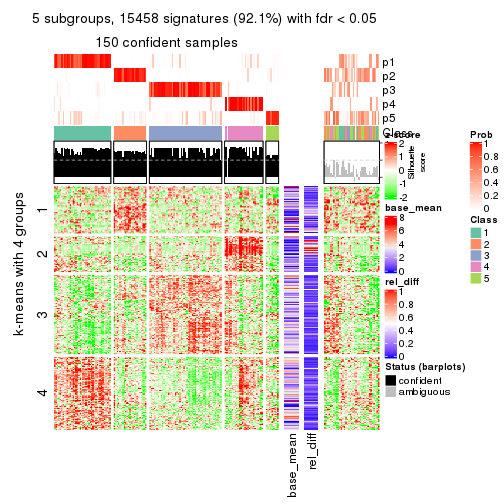 5 subgroups, 15458 signatures (92.1%) with fdr < 0.05
150 confident samples
p1
p2
p3
p4
p5
Class
z-score
2
1
0
-1
-2
Silhouette
score
Prob
1
0.8
0.6
0.4
0.2
0
base_mean
8
6
4
2
0
Class
1
2
3
4
5
rel_diff
1
0.8
0.6
0.4
0.2
0
Status (barplots)
confident
ambiguous
k-means with 4 groups
1
2
3
4
base_mean
rel_diff